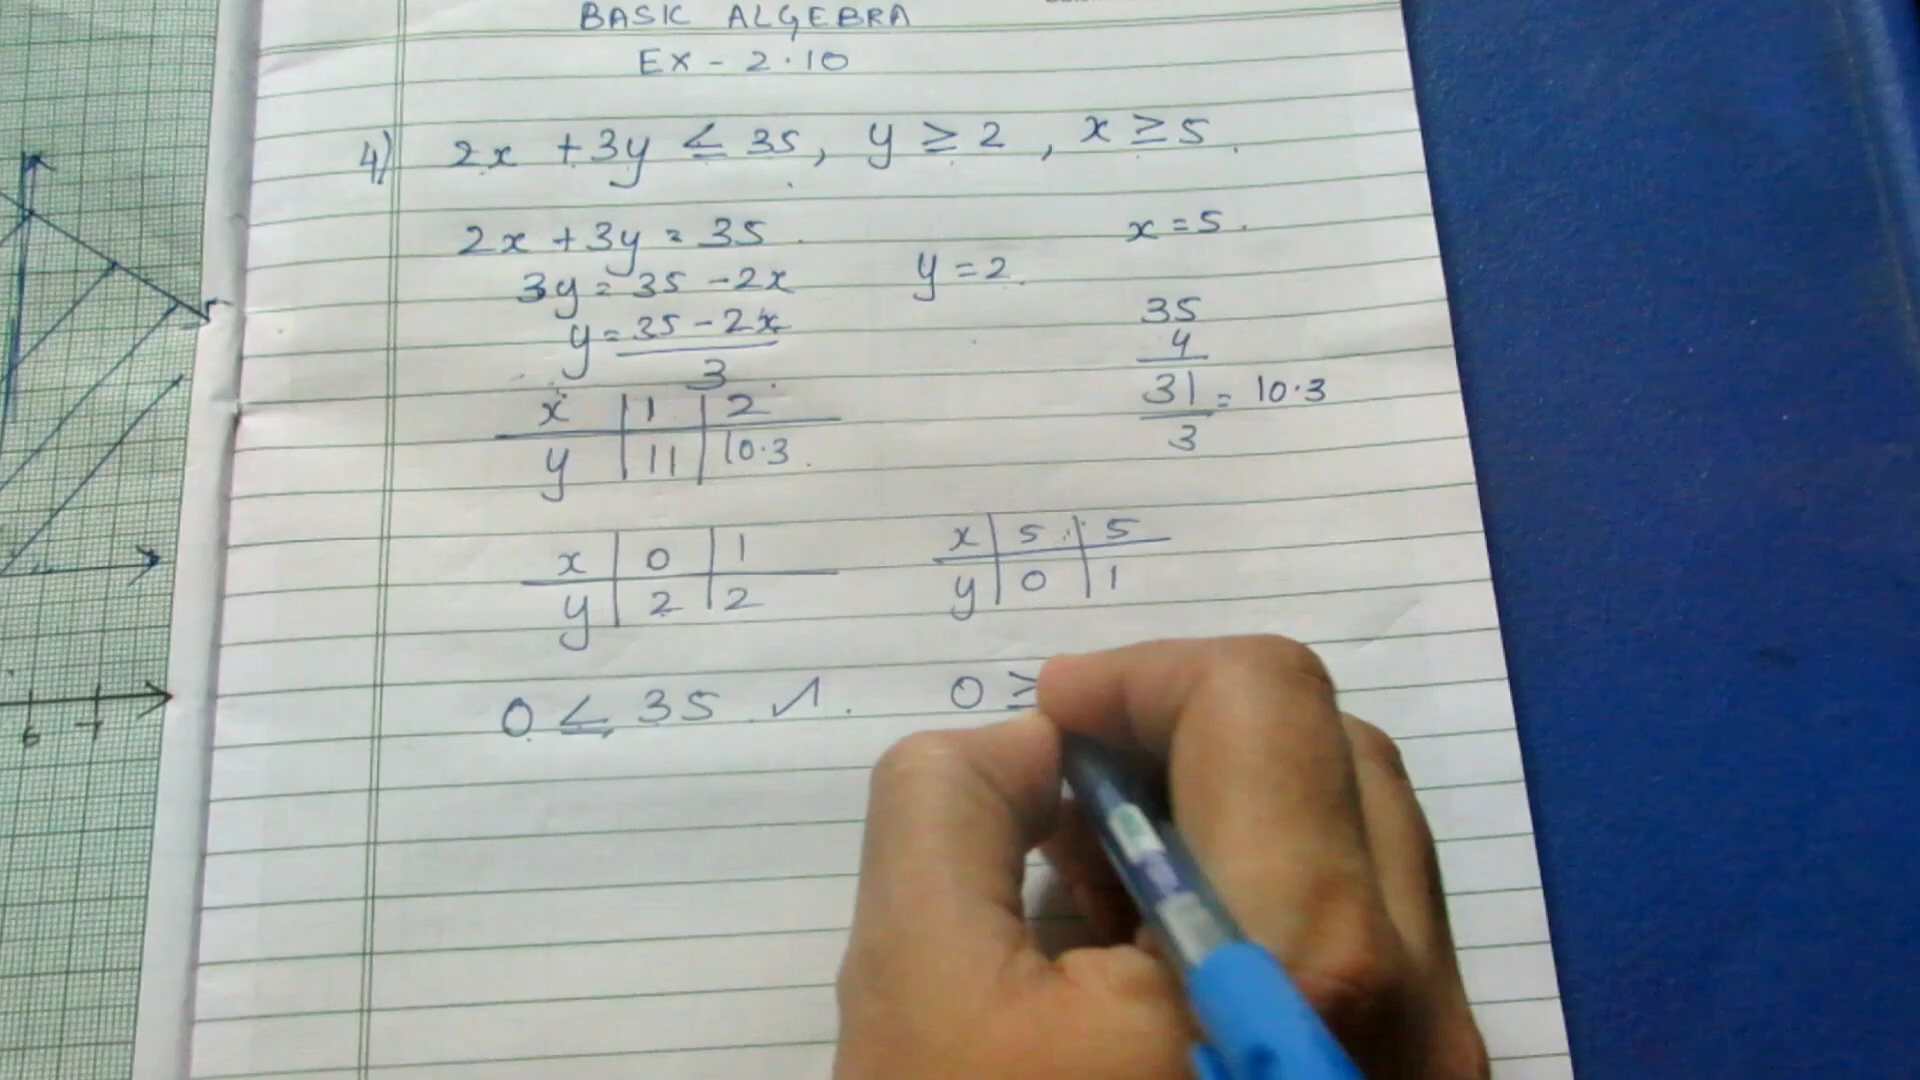 BASIC ALGEBRA
EX - 2.10
4) 2x + 3y ≤ 35, y ≥ 2, x ≥ 5.
2x + 3y = 35. x = 5.
3y = 35 - 2x y = 2
y = 35 - 2x 35
3 4
x 1 2 31 = 10.3
y 11 10.3 3
x 0 1 x 5 5
y 2 2 y 0 1
0 ≤ 35 ✓. 0 ≥
6 7